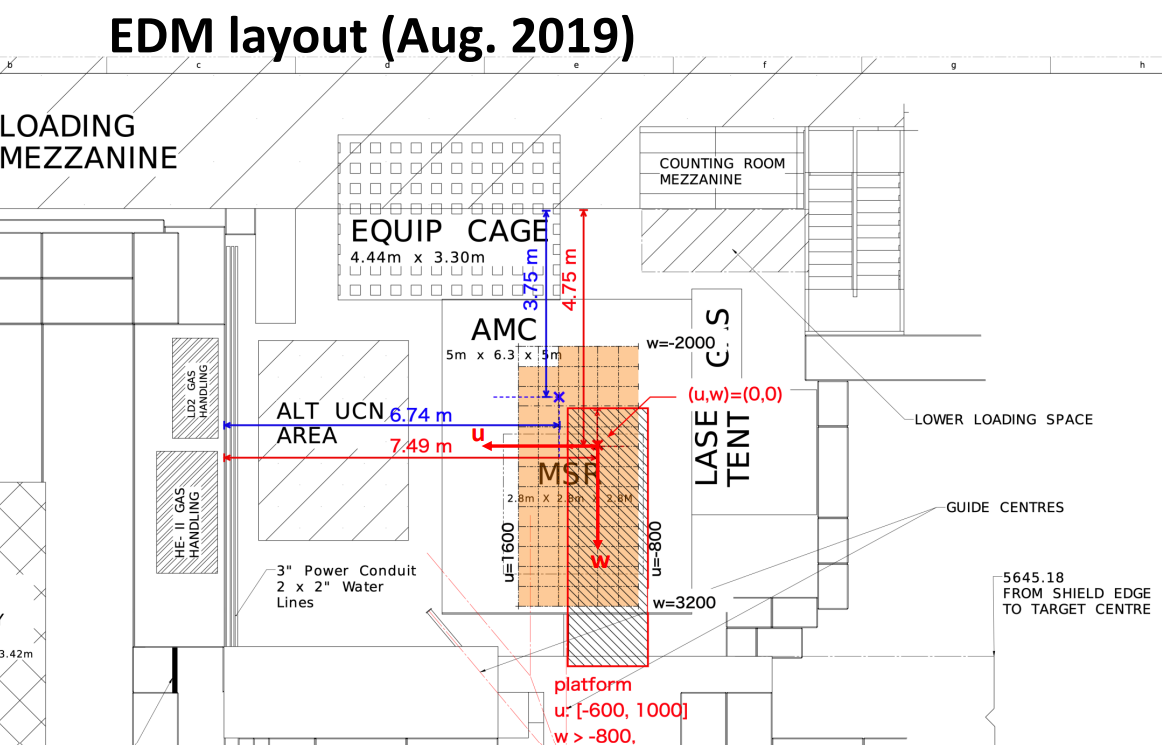 EDM layout (Aug. 2019)
b c d e f g h
LOADING
MEZZANINE
COUNTING ROOM
MEZZANINE
EQUIP CAGE
4.44m x 3.30m
3.75 m
4.75 m
AMC
5m x 6.3 x 5m
w=-2000
(u,w)=(0,0)
LD2 GAS
HANDLING
ALT UCN
AREA
6.74 m
7.49 m
u
LASE
TENT
LOWER LOADING SPACE
MSR
2.8m X 2.8m X 2.8M
HE- II GAS
HANDLING
GUIDE CENTRES
u=1600
u=-800
w
3" Power Conduit
2 x 2" Water
Lines
w=3200
5645.18
FROM SHIELD EDGE
TO TARGET CENTRE
3.42m
platform
u: [-600, 1000]
w > -800,